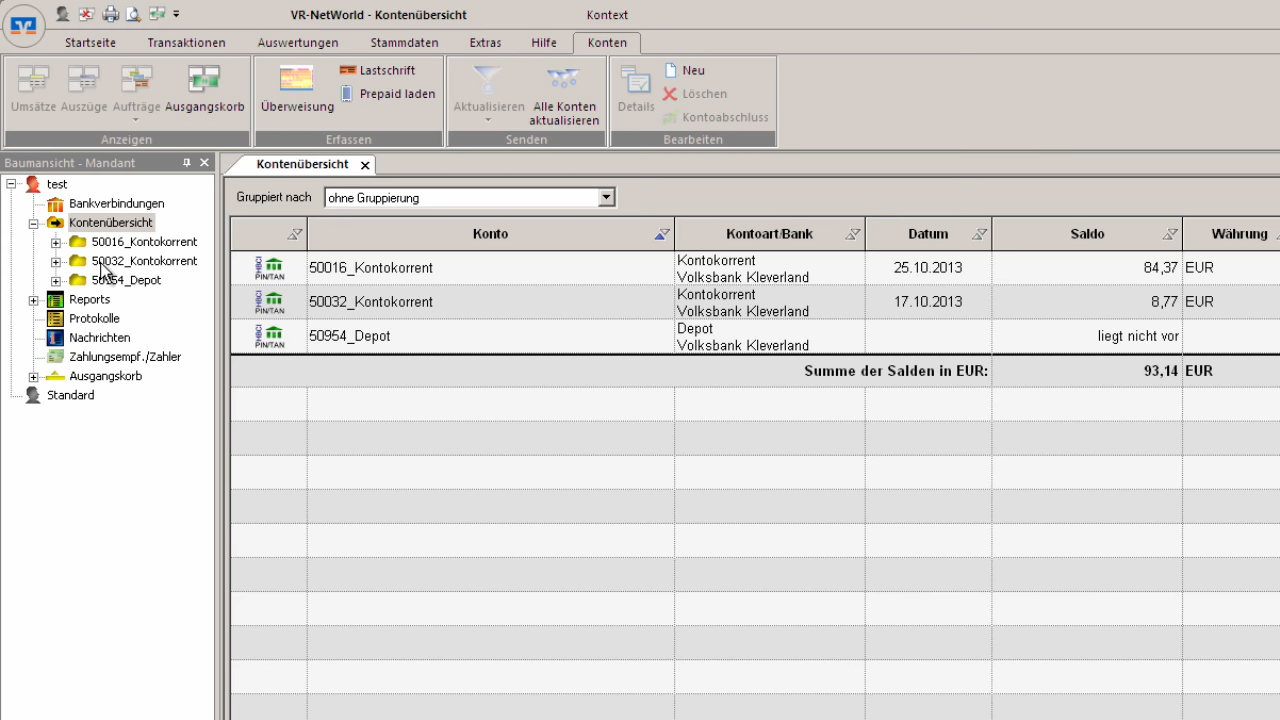 VR-NetWorld - Kontenübersicht
Kontext
Startseite Transaktionen Auswertungen Stammdaten Extras Hilfe Konten
Umsätze Auszüge Aufträge Ausgangskorb
Anzeigen
Überweisung
Lastschrift
Prepaid laden
Erfassen
Aktualisieren
Alle Konten
aktualisieren
Senden
Details
Neu
Löschen
Kontoabschluss
Bearbeiten
Baumansicht - Mandant
test
Bankverbindungen
Kontenübersicht
50016_Kontokorrent
50032_Kontokorrent
50954_Depot
Reports
Protokolle
Nachrichten
Zahlungsempf./Zahler
Ausgangskorb
Standard
Kontenübersicht
Gruppiert nach ohne Gruppierung
Konto Kontoart/Bank Datum Saldo Währung
HBCI PIN/TAN 50016_Kontokorrent Kontokorrent 25.10.2013 84,37 EUR
Volksbank Kleverland
HBCI PIN/TAN 50032_Kontokorrent Kontokorrent 17.10.2013 8,77 EUR
Volksbank Kleverland
HBCI PIN/TAN 50954_Depot Depot liegt nicht vor
Volksbank Kleverland
Summe der Salden in EUR: 93,14 EUR